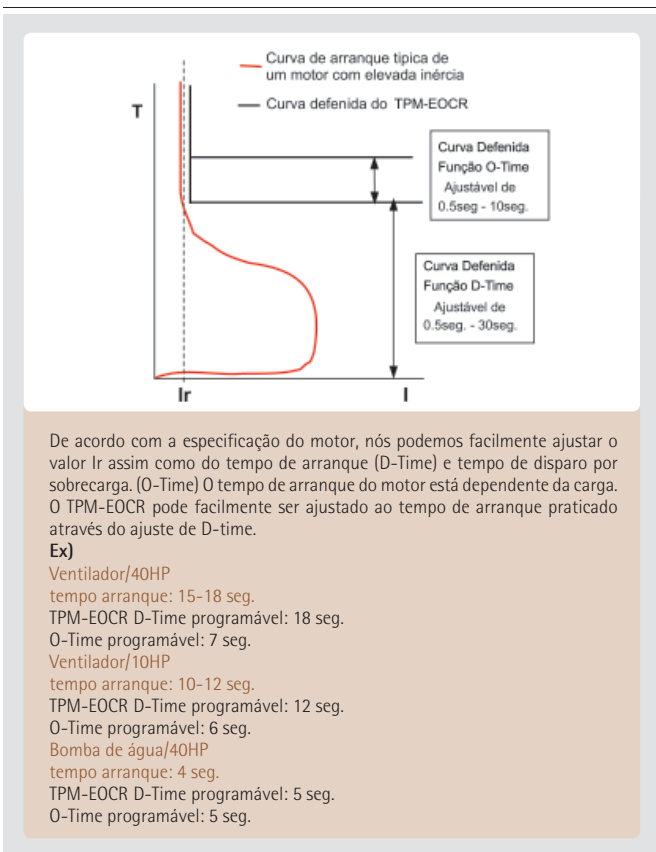 Curva de arranque tipica de
um motor com elevada inércia
Curva defenida do TPM-EOCR
T
Curva Defenida
Função O-Time
Ajustável de
0.5seg - 10seg.
Curva Defenida
Função D-Time
Ajustável de
0.5seg. - 30seg.
Ir
I
De acordo com a especificação do motor, nós podemos facilmente ajustar o
valor Ir assim como do tempo de arranque (D-Time) e tempo de disparo por
sobrecarga. (O-Time) O tempo de arranque do motor está dependente da carga.
O TPM-EOCR pode facilmente ser ajustado ao tempo de arranque praticado
através do ajuste de D-time.
Ex)
Ventilador/40HP
tempo arranque: 15-18 seg.
TPM-EOCR D-Time programável: 18 seg.
O-Time programável: 7 seg.
Ventilador/10HP
tempo arranque: 10-12 seg.
TPM-EOCR D-Time programável: 12 seg.
O-Time programável: 6 seg.
Bomba de água/40HP
tempo arranque: 4 seg.
TPM-EOCR D-Time programável: 5 seg.
O-Time programável: 5 seg.